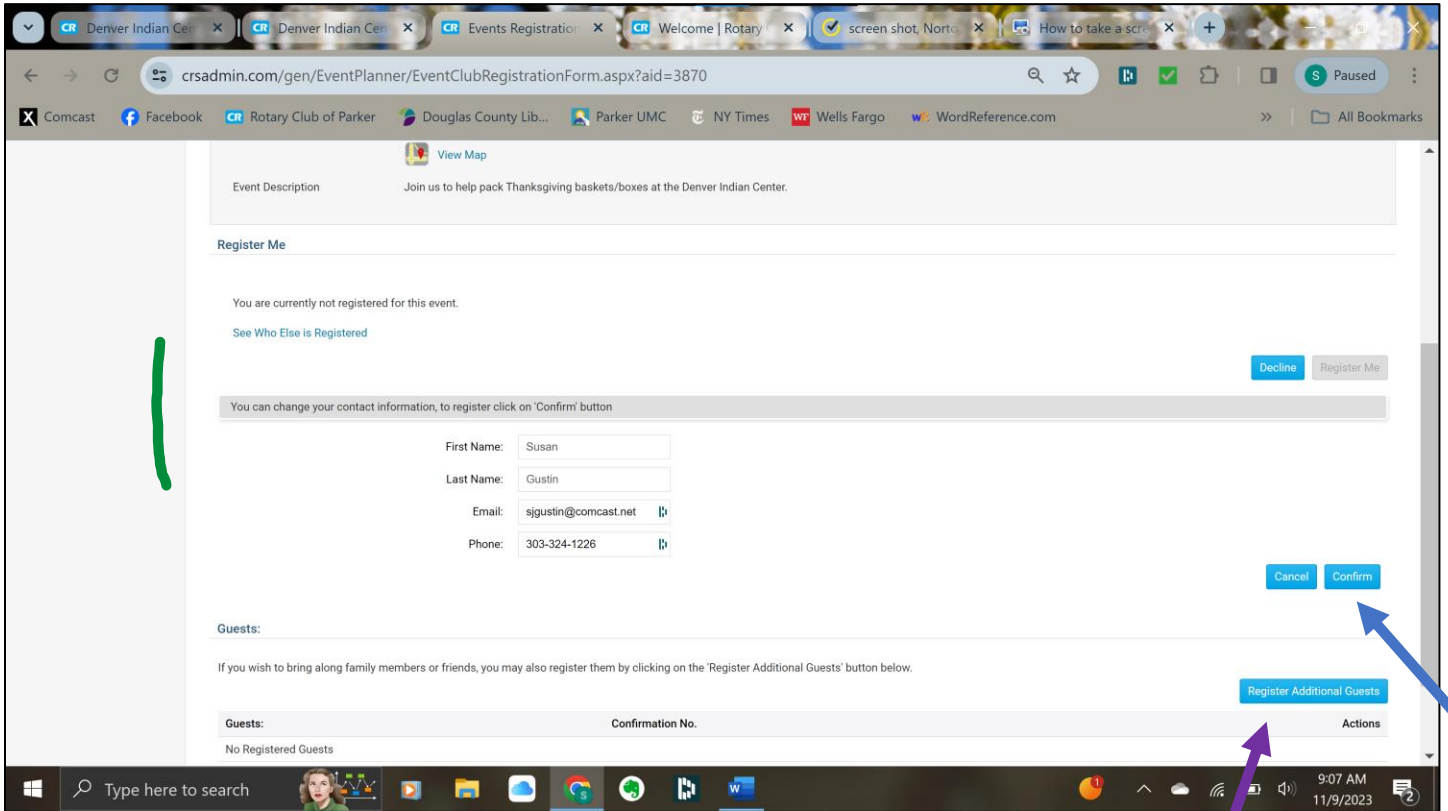 CR Denver Indian Cen
CR Denver Indian Cen
CR Events Registration
CR Welcome | Rotary
screen shot, Norto
How to take a scre
crsadmin.com/gen/EventPlanner/EventClubRegistrationForm.aspx?aid=3870
S Paused
X Comcast
Facebook
CR Rotary Club of Parker
Douglas County Lib...
Parker UMC
NY Times
WF Wells Fargo
WordReference.com
»
All Bookmarks
View Map
Event Description Join us to help pack Thanksgiving baskets/boxes at the Denver Indian Center.
Register Me
You are currently not registered for this event.
See Who Else is Registered
Decline Register Me
You can change your contact information, to register click on 'Confirm' button
First Name: Susan
Last Name: Gustin
Email: sjgustin@comcast.net
Phone: 303-324-1226
Cancel Confirm
Guests:
If you wish to bring along family members or friends, you may also register them by clicking on the 'Register Additional Guests' button below.
Register Additional Guests
Guests: Confirmation No. Actions
No Registered Guests
Type here to search
1
9:07 AM
11/9/2023
2